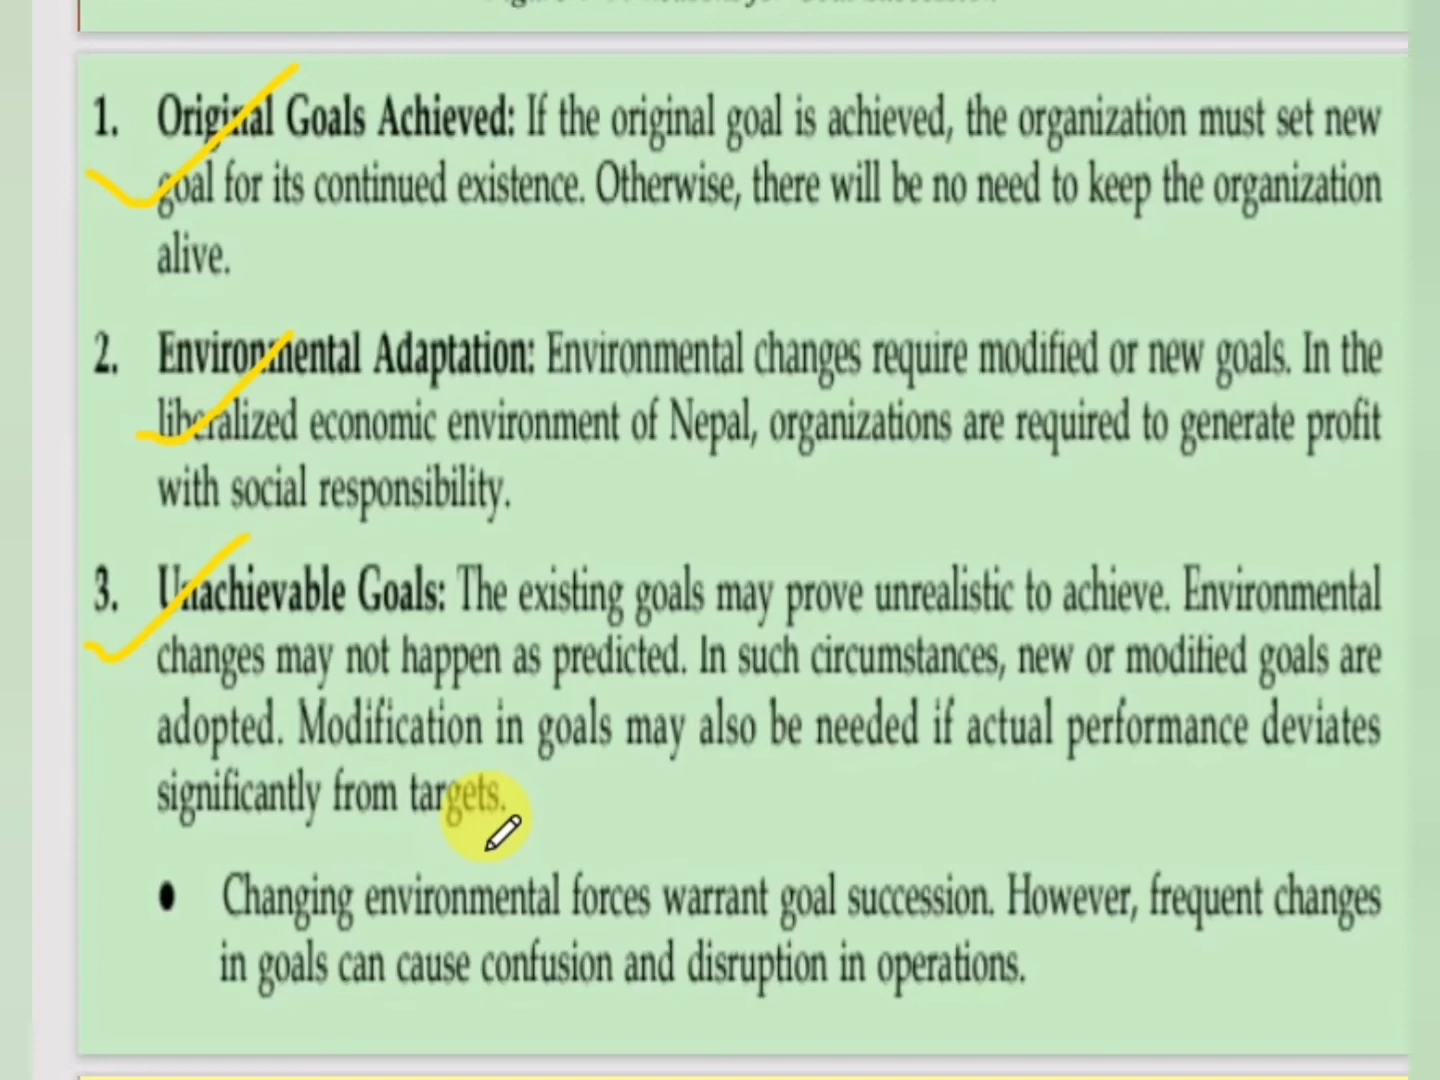 1. Original Goals Achieved: If the original goal is achieved, the organization must set new
goal for its continued existence. Otherwise, there will be no need to keep the organization
alive.
2. Environmental Adaptation: Environmental changes require modified or new goals. In the
liberalized economic environment of Nepal, organizations are required to generate profit
with social responsibility.
3. Unachievable Goals: The existing goals may prove unrealistic to achieve. Environmental
changes may not happen as predicted. In such circumstances, new or modified goals are
adopted. Modification in goals may also be needed if actual performance deviates
significantly from targets.
• Changing environmental forces warrant goal succession. However, frequent changes
in goals can cause confusion and disruption in operations.